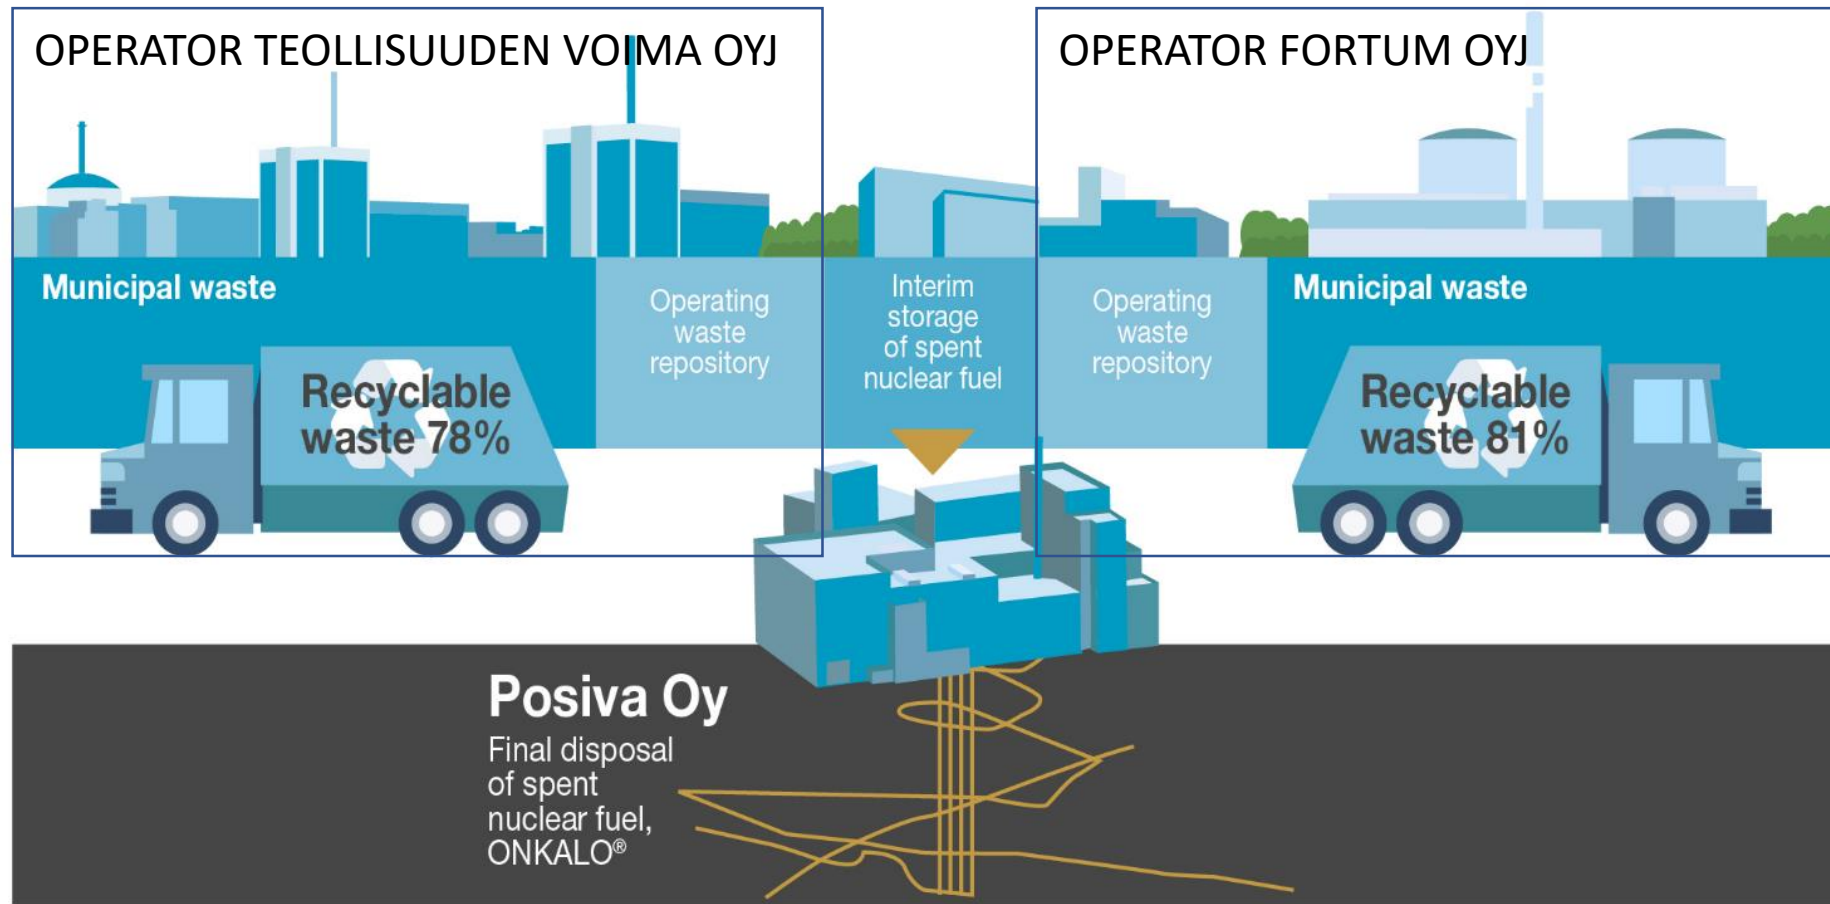 OPERATOR TEOLLISUUDEN VOIMA OYJ
OPERATOR FORTUM OYJ
Municipal waste
Recyclable
waste 78%
Operating
waste
repository
Interim
storage
of spent
nuclear fuel
Operating
waste
repository
Municipal waste
Recyclable
waste 81%
Posiva Oy
Final disposal
of spent
nuclear fuel,
ONKALO®